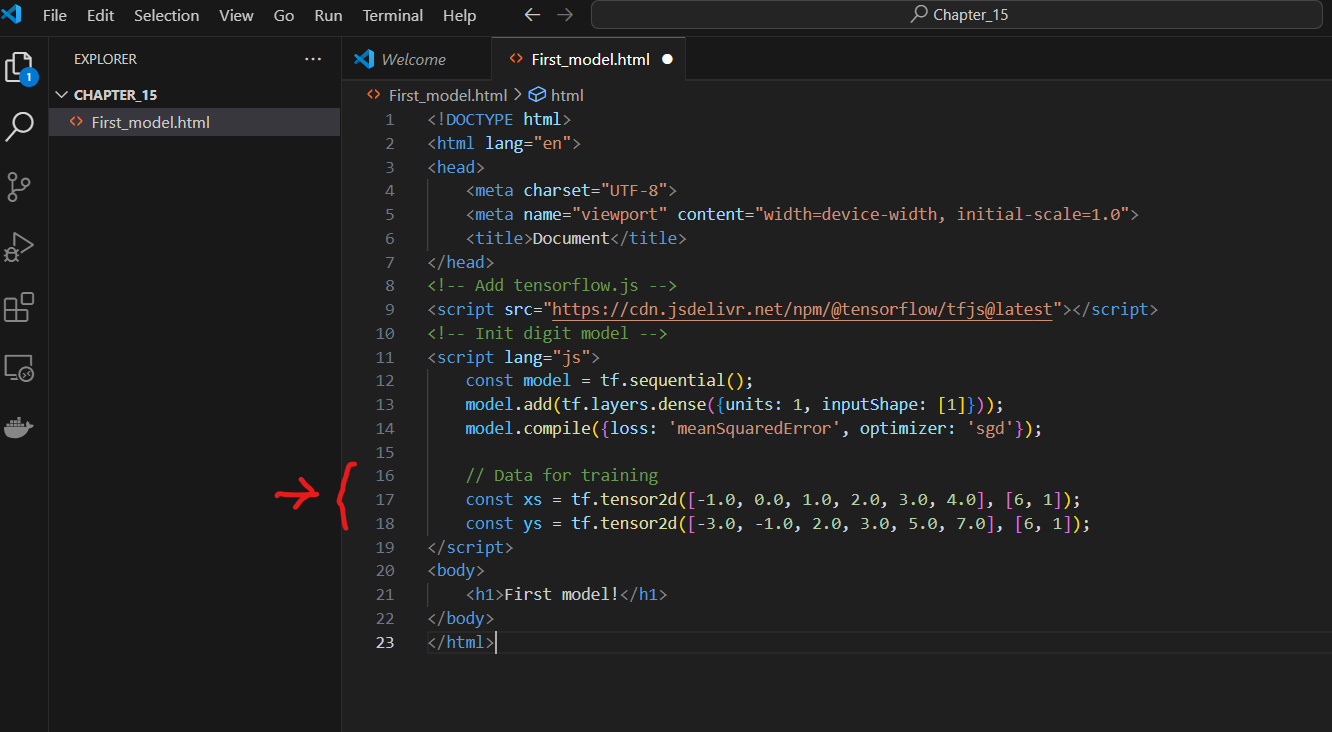 File Edit Selection View Go Run Terminal Help Chapter_15
EXPLORER
CHAPTER_15
First_model.html
1
Welcome First_model.html
First_model.html > html
1 <!DOCTYPE html>
2 <html lang="en">
3 <head>
4 <meta charset="UTF-8">
5 <meta name="viewport" content="width=device-width, initial-scale=1.0">
6 <title>Document</title>
7 </head>
8 <!-- Add tensorflow.js -->
9 <script src="https://cdn.jsdelivr.net/npm/@tensorflow/tfjs@latest"></script>
10 <!-- Init digit model -->
11 <script lang="js">
12 const model = tf.sequential();
13 model.add(tf.layers.dense({units: 1, inputShape: [1]}));
14 model.compile({loss: 'meanSquaredError', optimizer: 'sgd'});
15
16 // Data for training
17 const xs = tf.tensor2d([-1.0, 0.0, 1.0, 2.0, 3.0, 4.0], [6, 1]);
18 const ys = tf.tensor2d([-3.0, -1.0, 2.0, 3.0, 5.0, 7.0], [6, 1]);
19 </script>
20 <body>
21 <h1>First model!</h1>
22 </body>
23 </html>